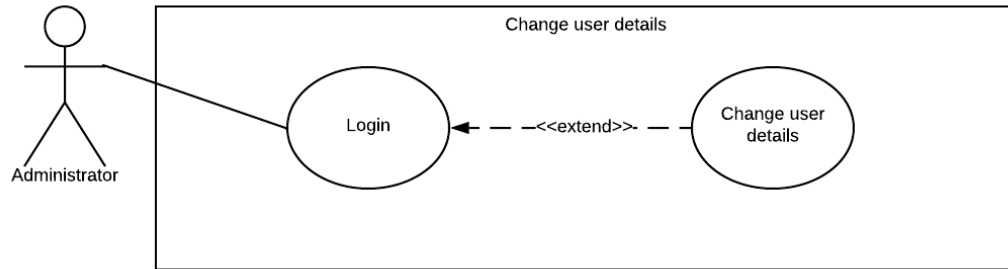 Change user details
Login
<<extend>>
Change user
details
Administrator